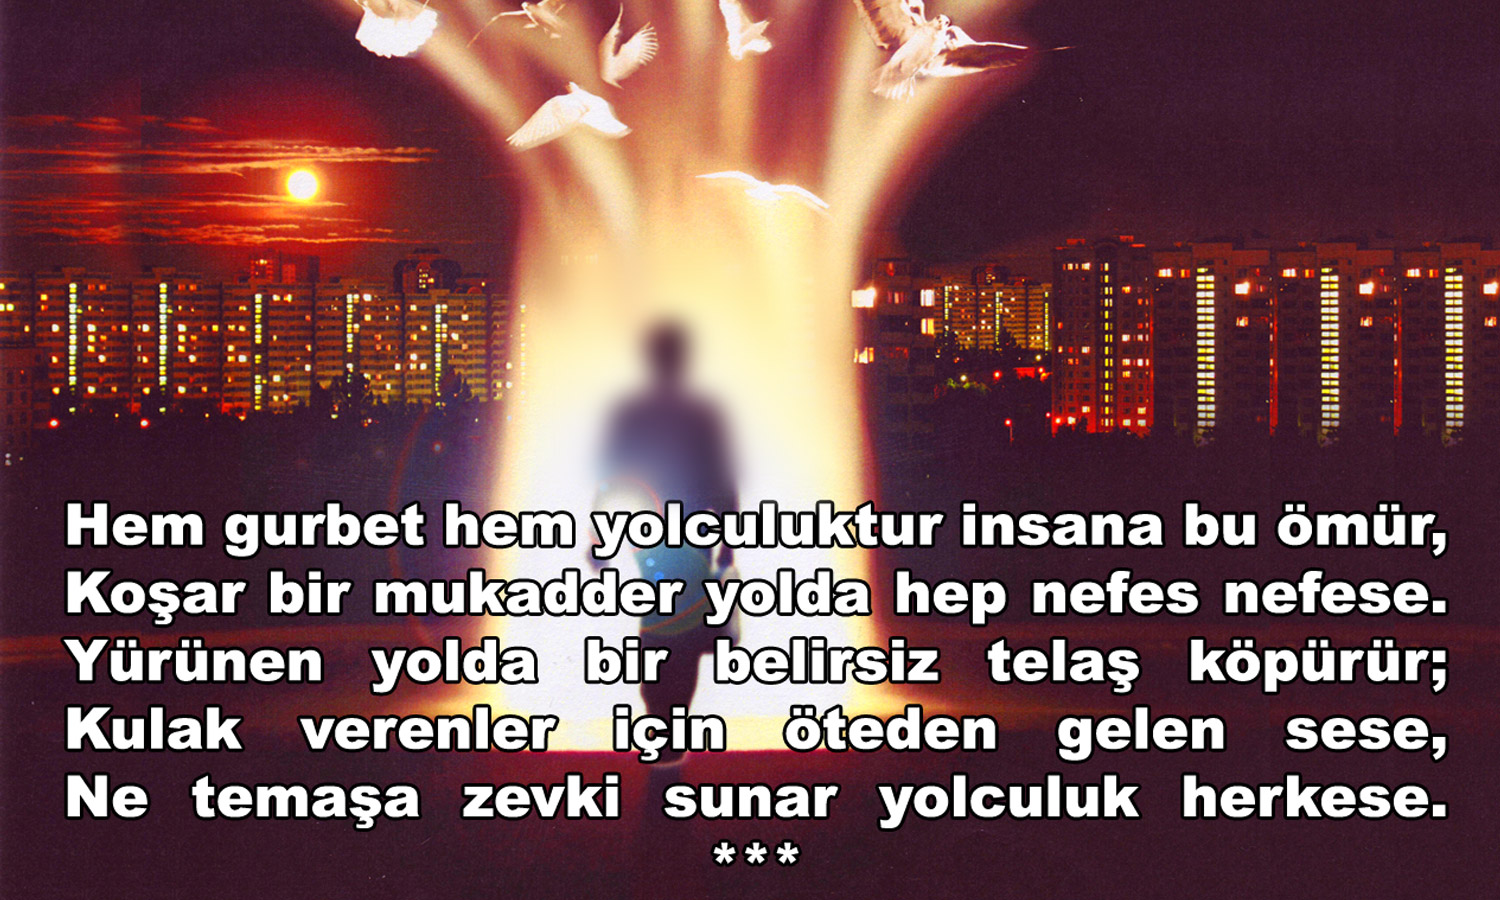 Hem gurbet hem yolculuktur insana bu ömür,
Koşar bir mukadder yolda hep nefes nefese.
Yürünen yolda bir belirsiz telaş köpürür;
Kulak verenler için öteden gelen sese,
Ne temaşa zevki sunar yolculuk herkese.
***